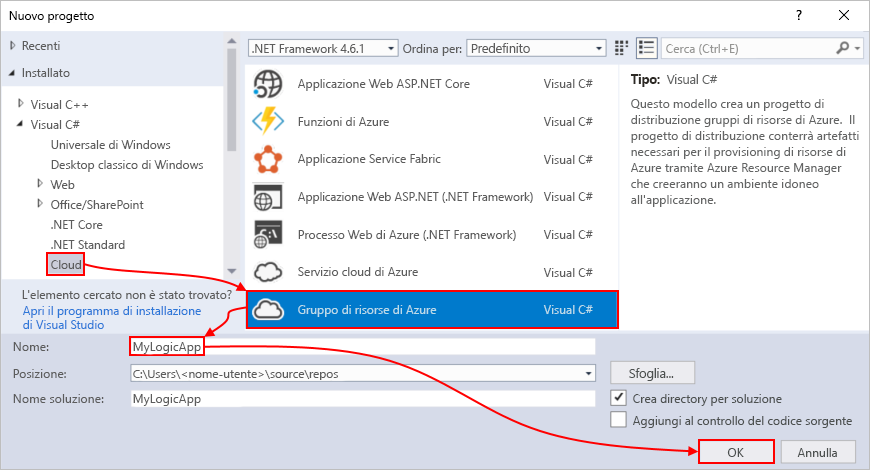 Nuovo progetto
?
Recenti
Installato
Visual C++
Visual C#
Universale di Windows
Desktop classico di Windows
Web
Office/SharePoint
.NET Core
.NET Standard
Cloud
L'elemento cercato non è stato trovato?
Apri il programma di installazione
di Visual Studio
.NET Framework 4.6.1
Ordina per:
Predefinito
Cerca (Ctrl+E)
Applicazione Web ASP.NET Core Visual C#
Funzioni di Azure Visual C#
Applicazione Service Fabric Visual C#
Applicazione Web ASP.NET (.NET Framework) Visual C#
Processo Web di Azure (.NET Framework) Visual C#
Servizio cloud di Azure Visual C#
Gruppo di risorse di Azure Visual C#
Tipo: Visual C#
Questo modello crea un progetto di
distribuzione gruppi di risorse di Azure. Il
progetto di distribuzione conterrà artefatti
necessari per il provisioning di risorse di
Azure tramite Azure Resource Manager
che creeranno un ambiente idoneo
all'applicazione.
Nome: MyLogicApp
Posizione: C:\Users\<nome-utente>\source\repos
Sfoglia...
Nome soluzione: MyLogicApp
Crea directory per soluzione
Aggiungi al controllo del codice sorgente
OK
Annulla